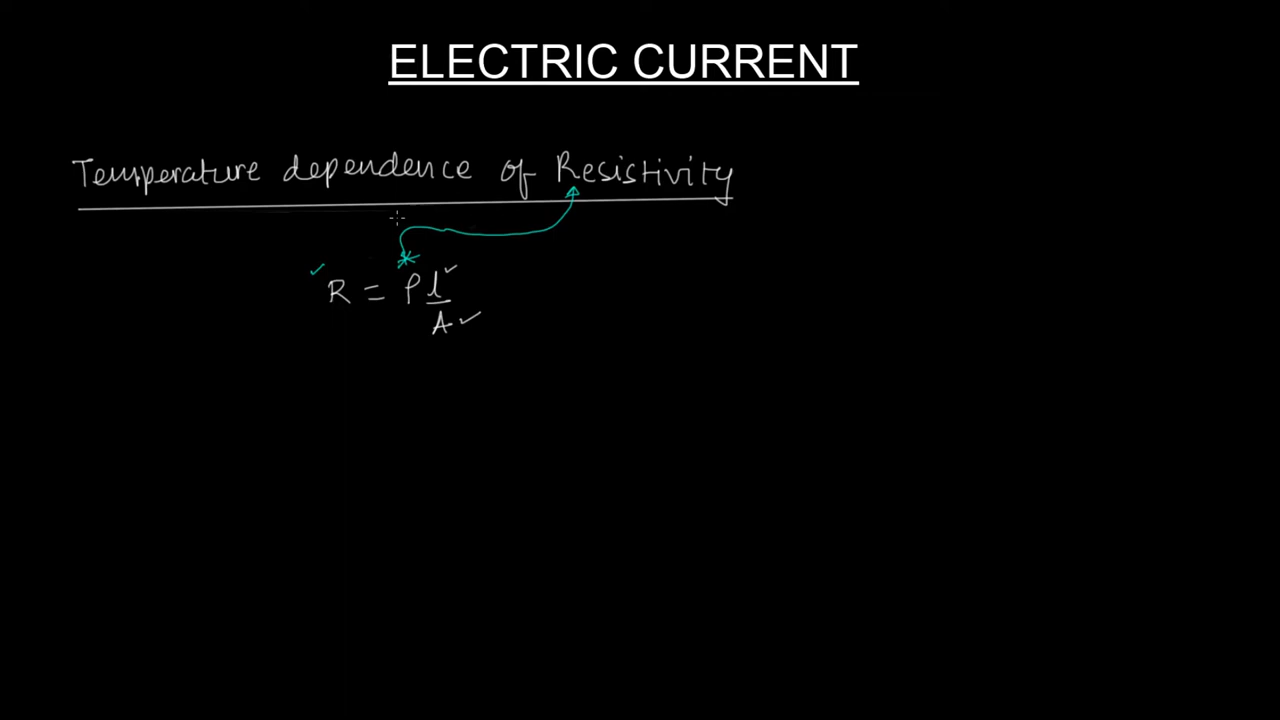 ELECTRIC CURRENT
Temperature dependence of Resistivity
R = ρ l
A